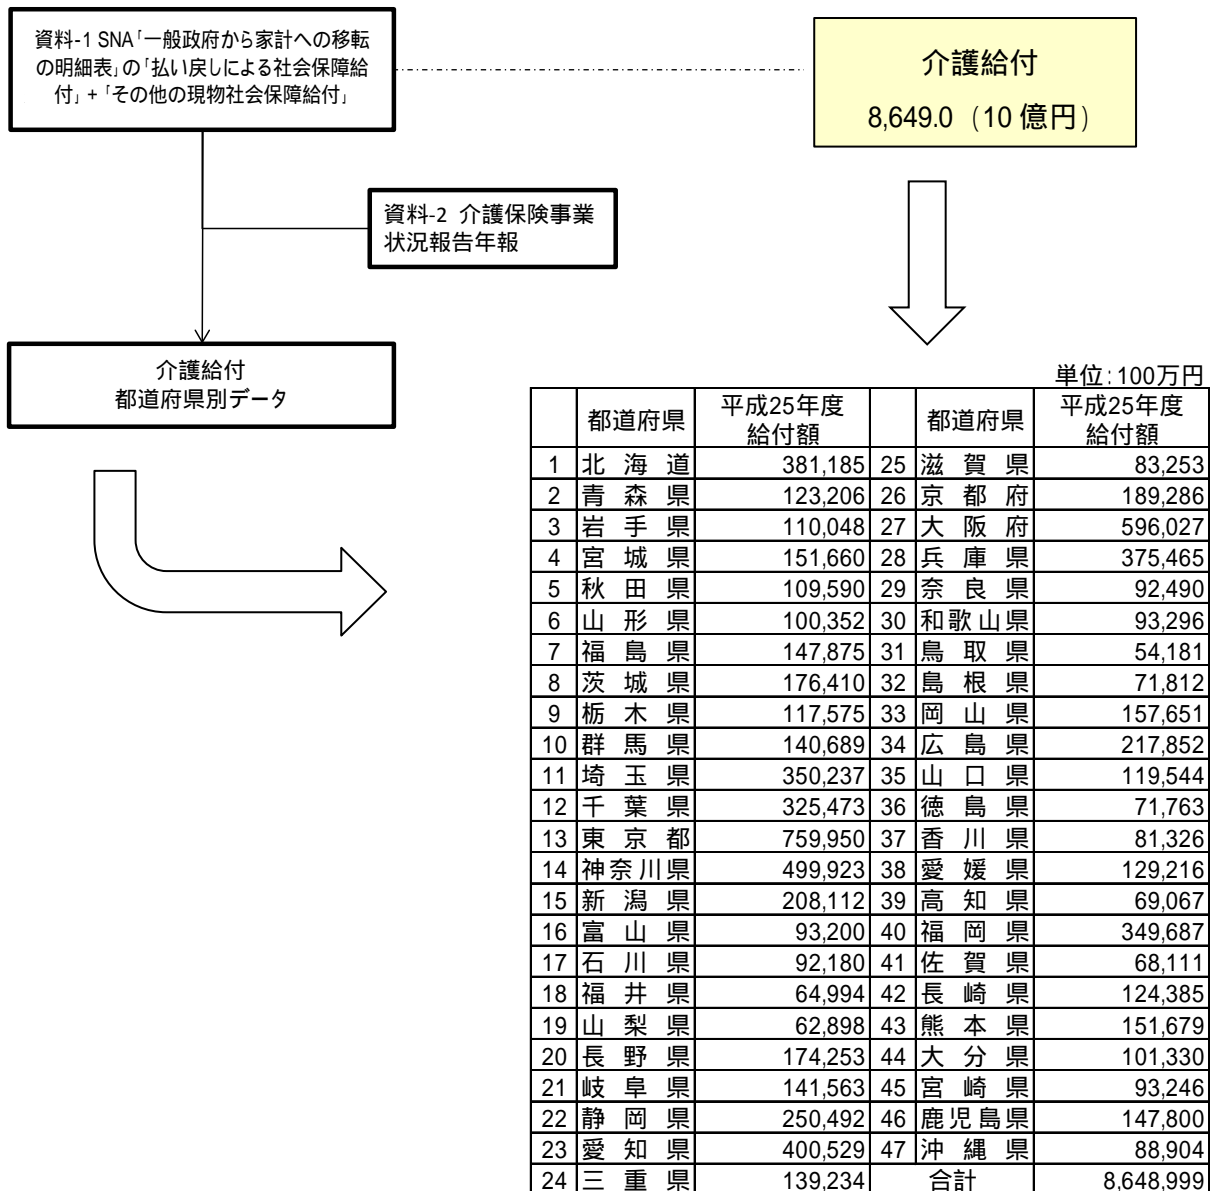 資料-1 SNA「一般政府から家計への移転
の明細表」の「払い戻しによる社会保障給
付」+「その他の現物社会保障給付」
介護給付
8,649.0 (10 億円)
資料-2 介護保険事業
状況報告年報
介護給付
都道府県別データ
単位:100万円
都道府県 平成25年度 給付額 都道府県 平成25年度 給付額
1 北海道 381,185 25 滋賀県 83,253
2 青森県 123,206 26 京都府 189,286
3 岩手県 110,048 27 大阪府 596,027
4 宮城県 151,660 28 兵庫県 375,465
5 秋田県 109,590 29 奈良県 92,490
6 山形県 100,352 30 和歌山県 93,296
7 福島県 147,875 31 鳥取県 54,181
8 茨城県 176,410 32 島根県 71,812
9 栃木県 117,575 33 岡山県 157,651
10 群馬県 140,689 34 広島県 217,852
11 埼玉県 350,237 35 山口県 119,544
12 千葉県 325,473 36 徳島県 71,763
13 東京都 759,950 37 香川県 81,326
14 神奈川県 499,923 38 愛媛県 129,216
15 新潟県 208,112 39 高知県 69,067
16 富山県 93,200 40 福岡県 349,687
17 石川県 92,180 41 佐賀県 68,111
18 福井県 64,994 42 長崎県 124,385
19 山梨県 62,898 43 熊本県 151,679
20 長野県 174,253 44 大分県 101,330
21 岐阜県 141,563 45 宮崎県 93,246
22 静岡県 250,492 46 鹿児島県 147,800
23 愛知県 400,529 47 沖縄県 88,904
24 三重県 139,234 合計 8,648,999